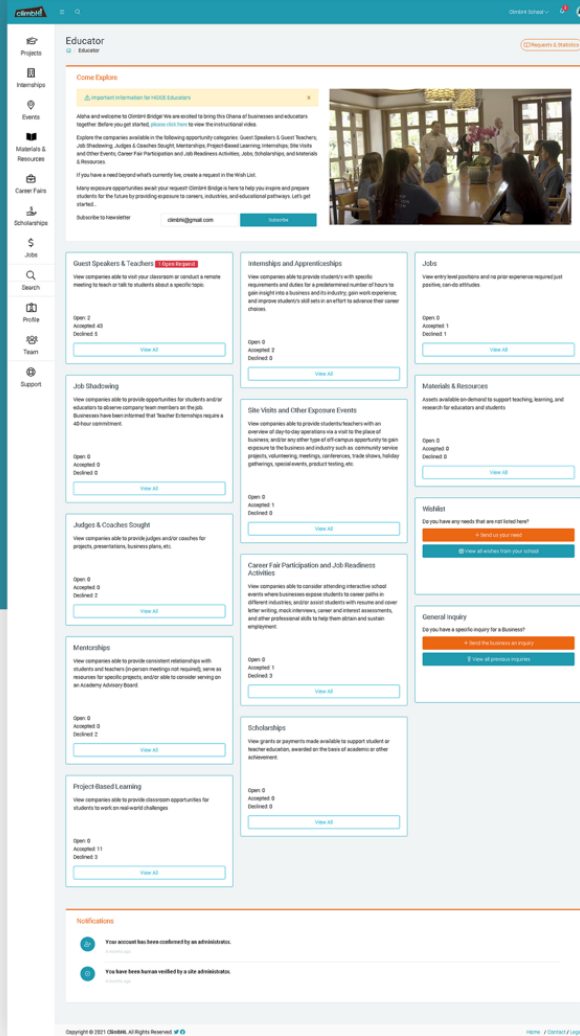 climbHI
ClimbHI School
Projects
Internships
Events
Materials &
Resources
Career Fairs
Scholarships
Jobs
Search
Profile
Team
Support
Educator
Educator
Requests & Statistics
Come Explore
Important Information for HIDOE Educators
Aloha and welcome to ClimbHI Bridge! We are excited to bring this Ohana of businesses and educators
together. Before you get started, please click here to view the instructional video.
Explore the companies available in the following opportunity categories: Guest Speakers & Guest Teachers,
Job Shadowing, Judges & Coaches Sought, Mentorships, Project-Based Learning, Internships, Site Visits
and Other Events, Career Fair Participation and Job Readiness Activities, Jobs, Scholarships, and Materials
& Resources.
If you have a need beyond what's currently live, create a request in the Wish List.
Many exposure opportunities await your request! ClimbHI Bridge is here to help you inspire and prepare
students for the future by providing exposure to careers, industries, and educational pathways. Let's get
started...
Subscribe to Newsletter
climbhi@gmail.com
Subscribe
Guest Speakers & Teachers 1 Open Request
View companies able to visit your classroom or conduct a remote
meeting to teach or talk to students about a specific topic.
Open: 2
Accepted: 43
Declined: 5
View All
Job Shadowing
View companies able to provide opportunities for students and/or
educators to observe company team members on the job.
Businesses have been informed that Teacher Externships require a
40-hour commitment.
Open: 0
Accepted: 0
Declined: 0
View All
Judges & Coaches Sought
View companies able to provide judges and/or coaches for
projects, presentations, business plans, etc.
Open: 0
Accepted: 0
Declined: 2
View All
Mentorships
View companies able to provide consistent relationships with
students and teachers (in-person meetings not required), serve as
resources for specific projects, and/or able to consider serving on
an Academy Advisory Board.
Open: 0
Accepted: 0
Declined: 2
View All
Project-Based Learning
View companies able to provide classroom opportunities for
students to work on real-world challenges
Open: 0
Accepted: 11
Declined: 3
View All
Internships and Apprenticeships
View companies able to provide student/s with specific
requirements and duties for a predetermined number of hours to
gain insight into a business and its industry; gain work experience;
and improve student/s skill sets in an effort to advance their career
choices.
Open: 0
Accepted: 2
Declined: 0
View All
Site Visits and Other Exposure Events
View companies able to provide students/teachers with an
overview of day-to-day operations via a visit to the place of
business, and/or any other type of off-campus opportunity to gain
exposure to the business and industry such as: community service
projects, volunteering, meetings, conferences, trade shows, holiday
gatherings, special events, product testing, etc.
Open: 0
Accepted: 1
Declined: 0
View All
Career Fair Participation and Job Readiness
Activities
View companies able to consider attending interactive school
events where businesses expose students to career paths in
different industries, and/or assist students with resume and cover
letter writing; mock interviews, career and interest assessments,
and other professional skills to help them obtain and sustain
employment
Open: 0
Accepted: 1
Declined: 3
View All
Scholarships
View grants or payments made available to support student or
teacher education, awarded on the basis of academic or other
achievement.
Open: 0
Accepted: 0
Declined: 0
View All
Jobs
View entry level positions and no prior experience required just
positive, can-do attitudes
Open: 0
Accepted: 1
Declined: 1
View All
Materials & Resources
Assets available on-demand to support teaching, learning, and
research for educators and students
Open: 0
Accepted: 0
Declined: 0
View All
Wishlist
Do you have any needs that are not listed here?
+ Send us your need
View all wishes from your school
General Inquiry
Do you have a specific inquiry for a Business?
+ Send the business an inquiry
View all previous inquiries
Notifications
Your account has been confirmed by an administrator.
4 months ago
You have been human verified by a site administrator.
4 months ago
Copyright © 2021 ClimbHI. All Rights Reserved.
Home / Contact / Legal